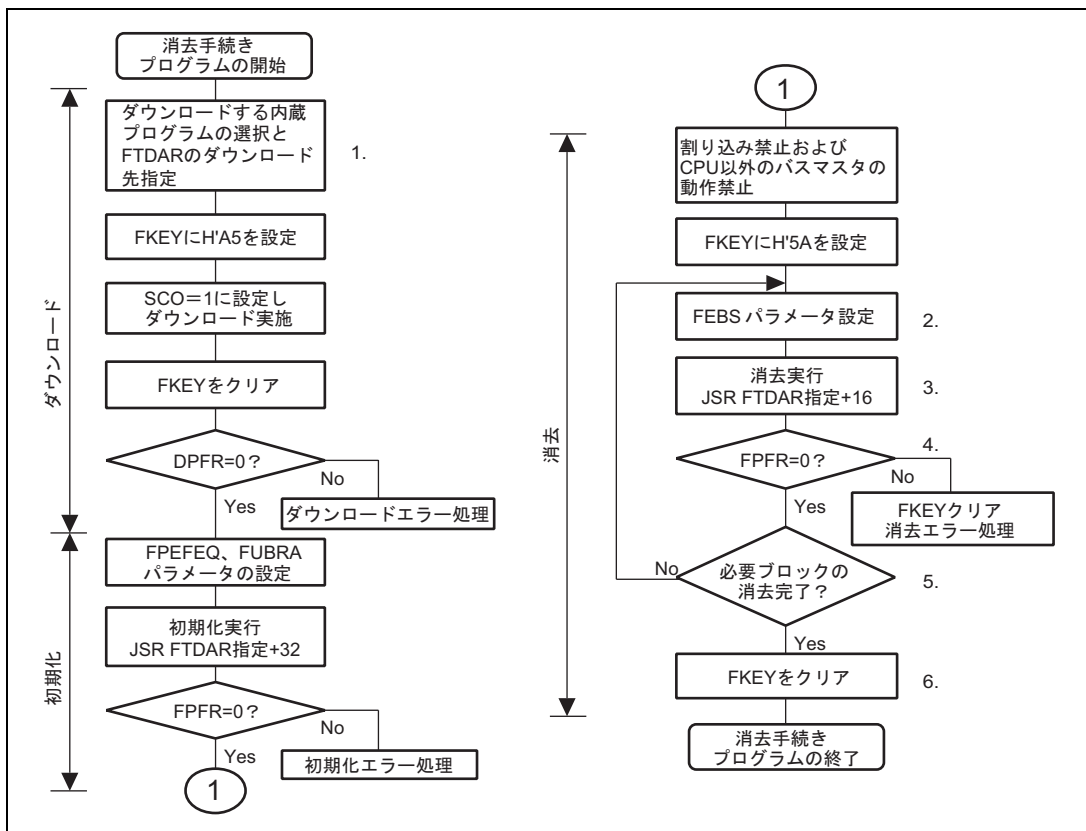 消去手続き
プログラムの開始
ダウンロードする内蔵
プログラムの選択と
FTDARのダウンロード
先指定
1.
FKEYにH'A5を設定
SCO＝1に設定し
ダウンロード実施
FKEYをクリア
DPFR=0？
No
Yes
ダウンロードエラー処理
ダウンロード
FPEFEQ、FUBRA
パラメータの設定
初期化実行
JSR FTDAR指定+32
FPFR=0？
No
Yes
初期化エラー処理
初期化
1
1
割り込み禁止および
CPU以外のバスマスタの
動作禁止
FKEYにH'5Aを設定
FEBS パラメータ設定
2.
消去実行
JSR FTDAR指定+16
3.
4.
FPFR=0？
No
Yes
FKEYクリア
消去エラー処理
消去
No
必要ブロックの
消去完了？
5.
Yes
FKEYをクリア
6.
消去手続き
プログラムの終了